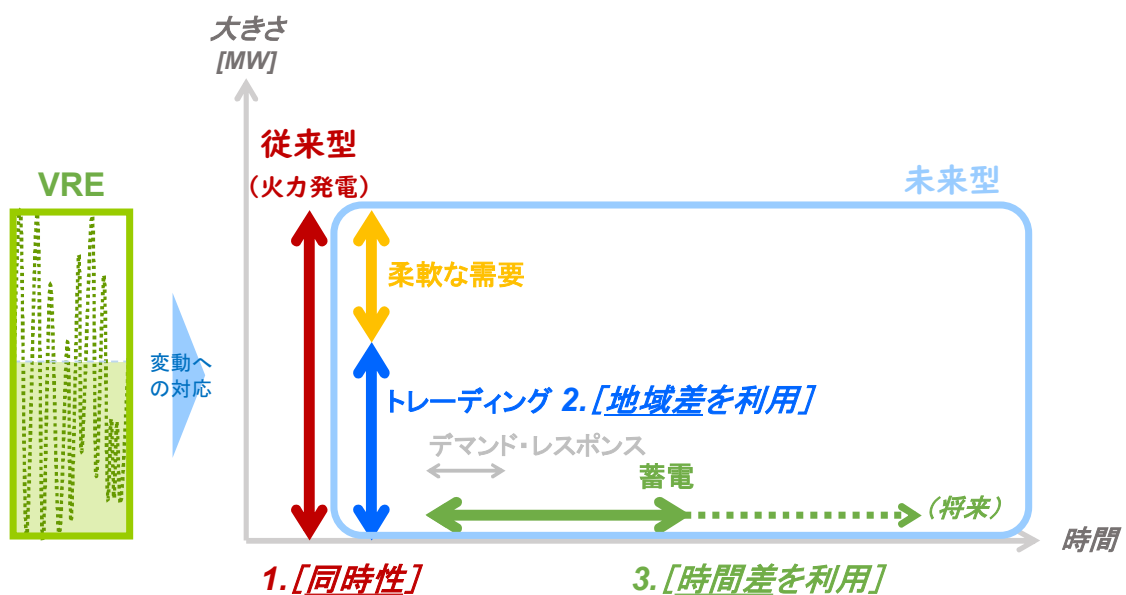 大きさ
[MW]
従来型
(火力発電)
VRE
未来型
柔軟な需要
変動へ
の対応
トレーディング 2.[地域差を利用]
デマンド・レスポンス
蓄電
(将来)
時間
1.[同時性]
3.[時間差を利用]